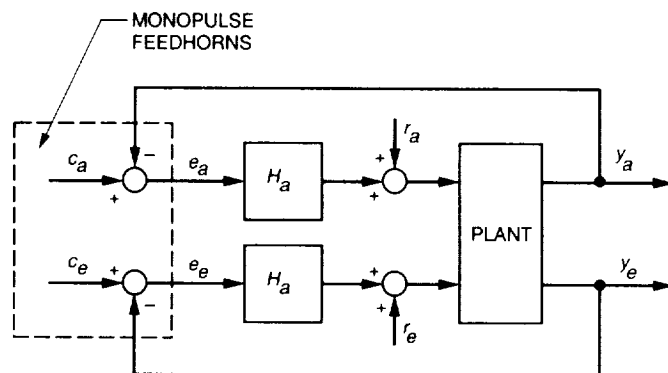 MONOPULSE
FEEDHORNS
r_a
c_a
−
e_a
H_a
+
+
+
y_a
PLANT
c_e
+
e_e
H_a
+
y_e
−
+
r_e